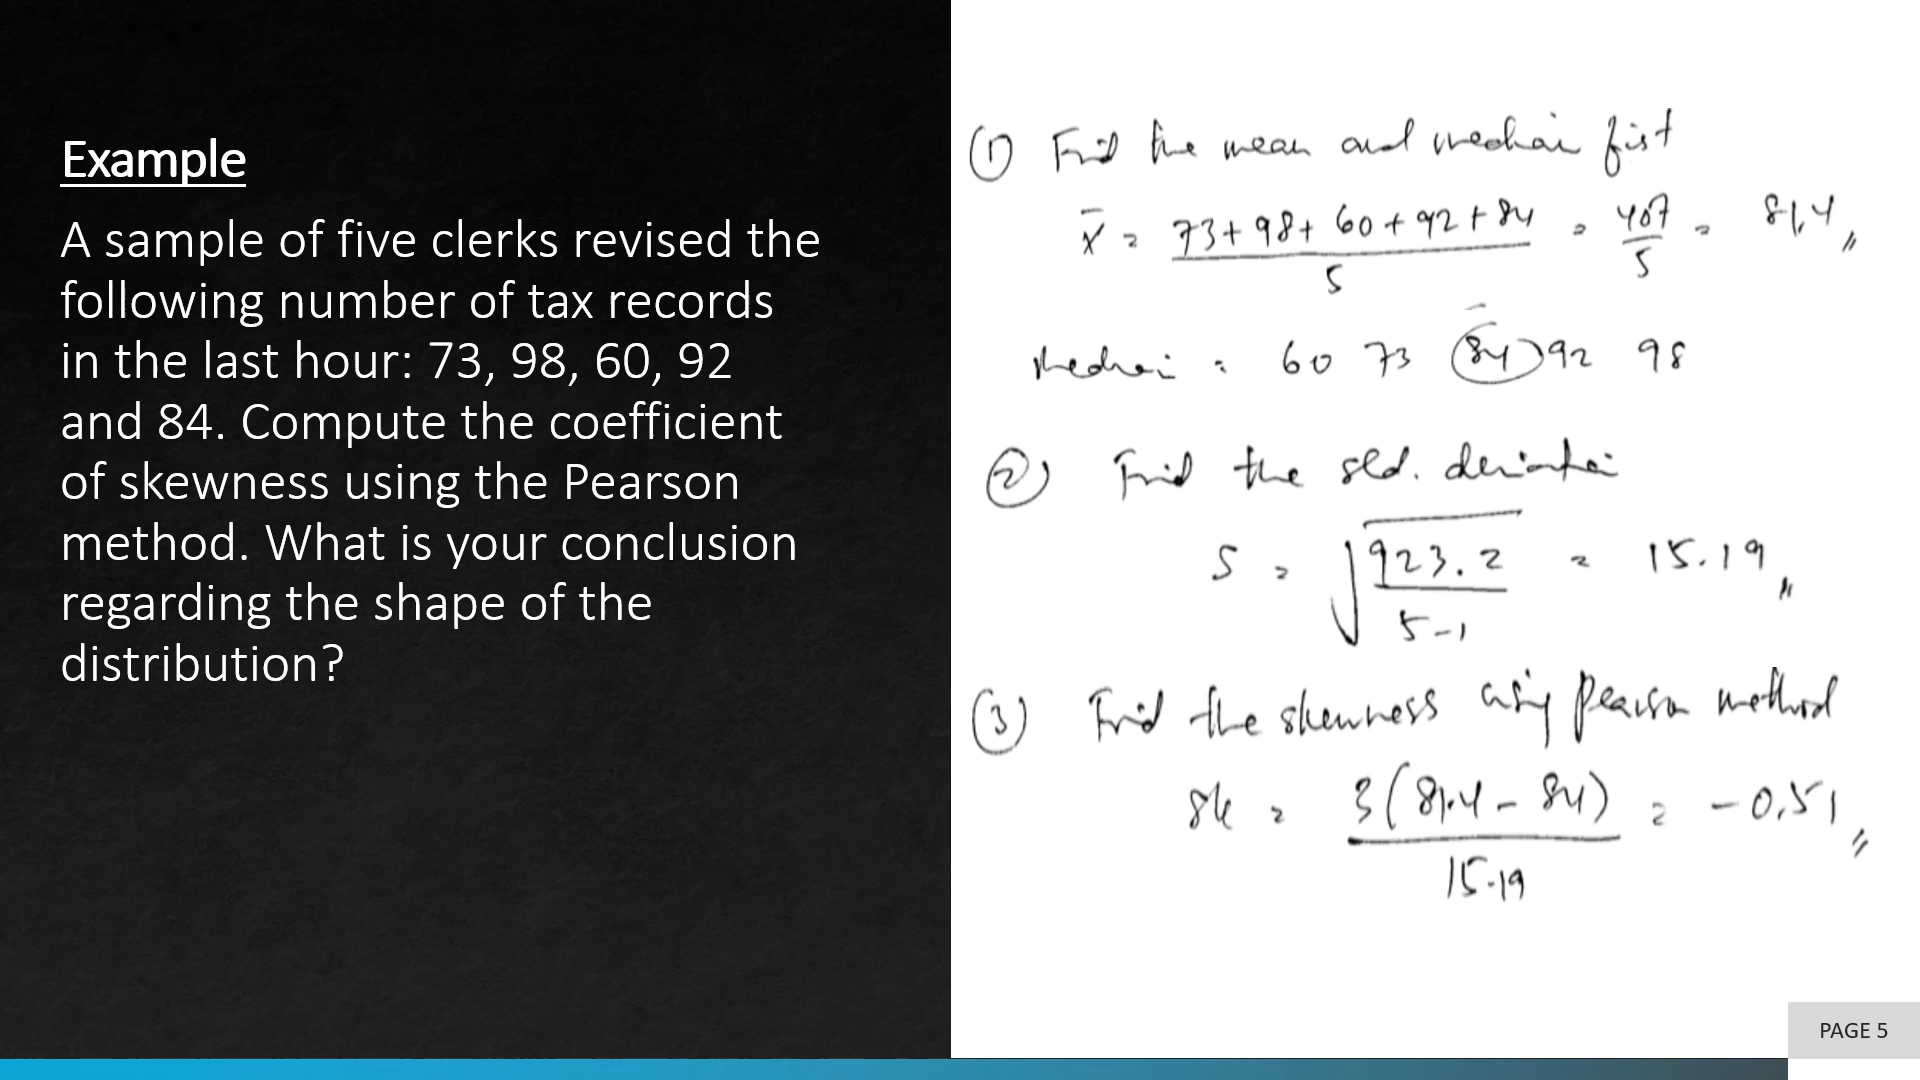 Example
A sample of five clerks revised the
following number of tax records
in the last hour: 73, 98, 60, 92
and 84. Compute the coefficient
of skewness using the Pearson
method. What is your conclusion
regarding the shape of the
distribution?
① Find the mean and median first
x̄ = (73+98+60+92+84)/5 = 407/5 = 81.4
Median : 60 73 84 92 98
② Find the std. deviation
S = √(923.2/(5-1)) = 15.19
③ Find the skewness using Pearson method
Sk = 3(81.4 - 84)/15.19 = -0.51
PAGE 5